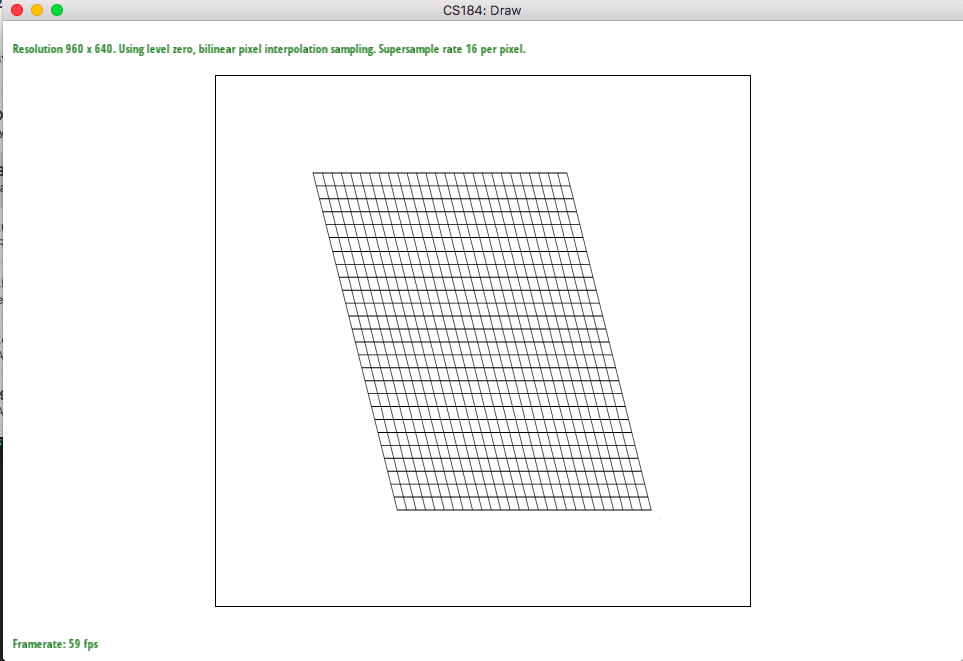 CS184: Draw
Resolution 960 x 640. Using level zero, bilinear pixel interpolation sampling. Supersample rate 16 per pixel.
Framerate: 59 fps